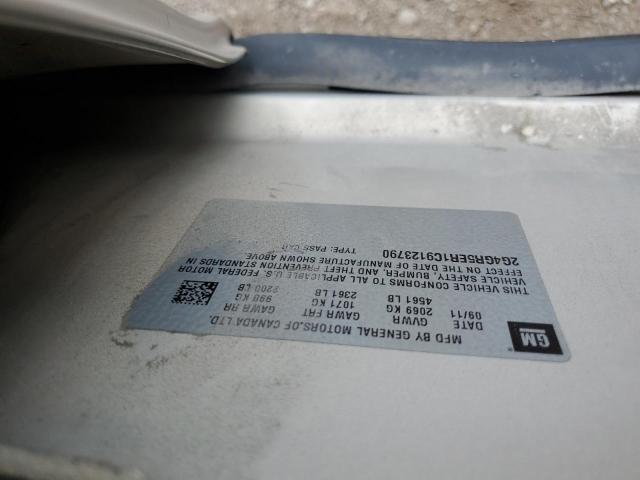 GM
MFD BY GENERAL MOTORS OF CANADA LTD.
DATE GVWR GAWR FRT GAWR RR
09/11 2069 KG 1071 KG 998 KG
4561 LB 2361 LB 2200 LB
THIS VEHICLE CONFORMS TO ALL APPLICABLE U.S. FEDERAL MOTOR
VEHICLE SAFETY, BUMPER, AND THEFT PREVENTION STANDARDS IN
EFFECT ON THE DATE OF MANUFACTURE SHOWN ABOVE.
2G4GR5ER1C9123790 TYPE: PASS CAR